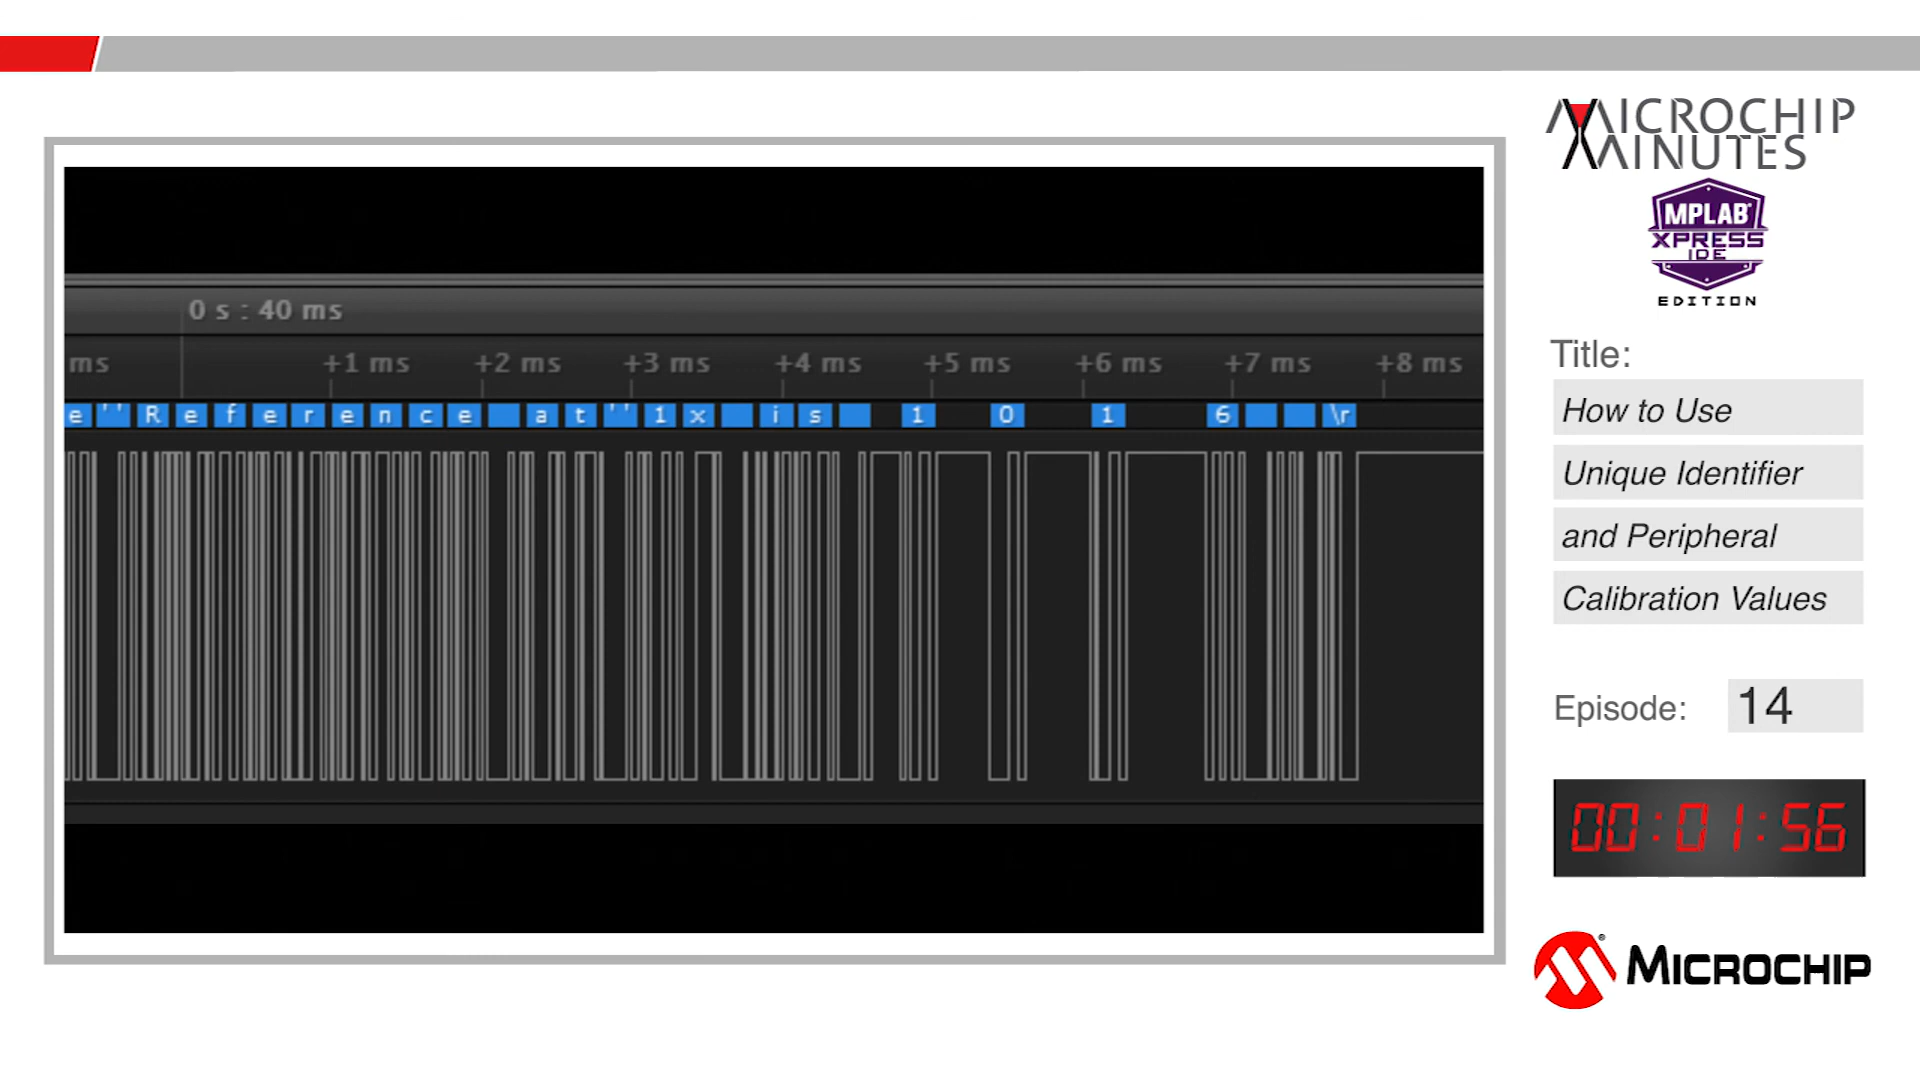 MICROCHIP
MINUTES
MPLAB
XPRESS
IDE
EDITION
0 s : 40 ms
ms +1 ms +2 ms +3 ms +4 ms +5 ms +6 ms +7 ms +8 ms
e ' ' R e f e r e n c e a t ' ' 1 x i s 1 0 1 6 \r
Title:
How to Use
Unique Identifier
and Peripheral
Calibration Values
Episode: 14
00:01:56
MICROCHIP